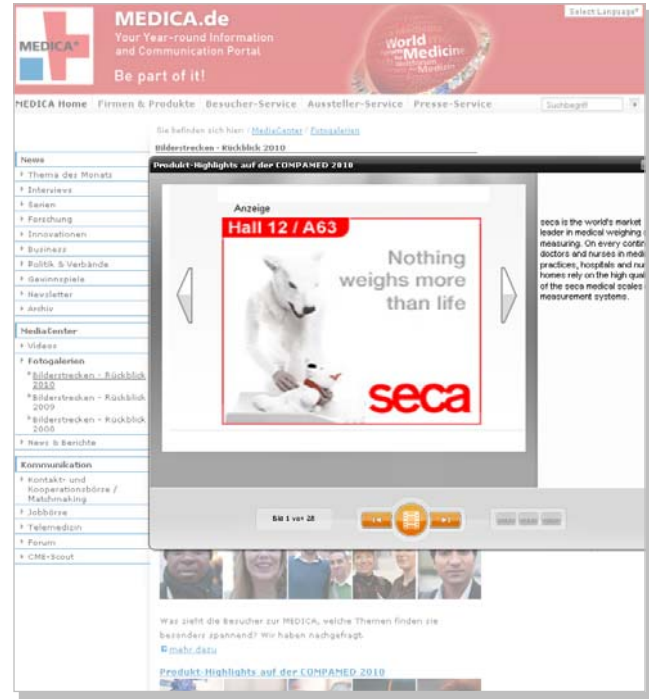 MEDICA.de
Your Year-round Information
and Communication Portal
Be part of it!
MEDICA®
World
Medicine
Select Language*
MEDICA Home Firmen & Produkte Besucher-Service Aussteller-Service Presse-Service
Suchbegriff
Sie befinden sich hier: / MediaCenter / Fotogalerien
Bilderstrecken - Rückblick 2010
News
Thema des Monats
Interviews
Serien
Forschung
Innovationen
Business
Politik & Verbände
Gewinnspiele
Newsletter
Archiv
MediaCenter
Videos
Fotogalerien
Bilderstrecken - Rückblick
2010
Bilderstrecken - Rückblick
2009
Bilderstrecken - Rückblick
2008
News & Berichte
Kommunikation
Kontakt- und
Kooperationsbörse /
Matchmaking
Jobbörse
Telemedizin
Forum
CME-Scout
Produkt-Highlights auf der COMPAMED 2010
Anzeige
Hall 12 / A63
Nothing
weighs more
than life
seca
seca is the world's market
leader in medical weighing
measuring. On every contin
doctors and nurses in medi
practices, hospitals and nur
homes rely on the high qual
of the seca medical scales
measurement systems.
Bild 1 von 28
Was zieht die Besucher zur MEDICA, welche Themen finden sie
besonders spannend? Wir haben nachgefragt.
mehr dazu
Produkt-Highlights auf der COMPAMED 2010